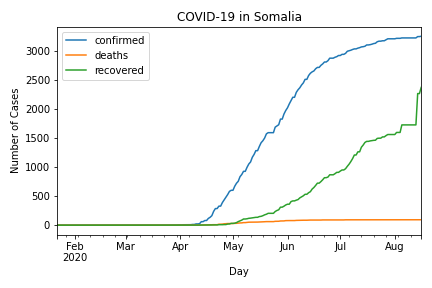 COVID-19 in Somalia
confirmed
deaths
recovered
Number of Cases
3000
2500
2000
1500
1000
500
0
Feb Mar Apr May Jun Jul Aug
2020
Day